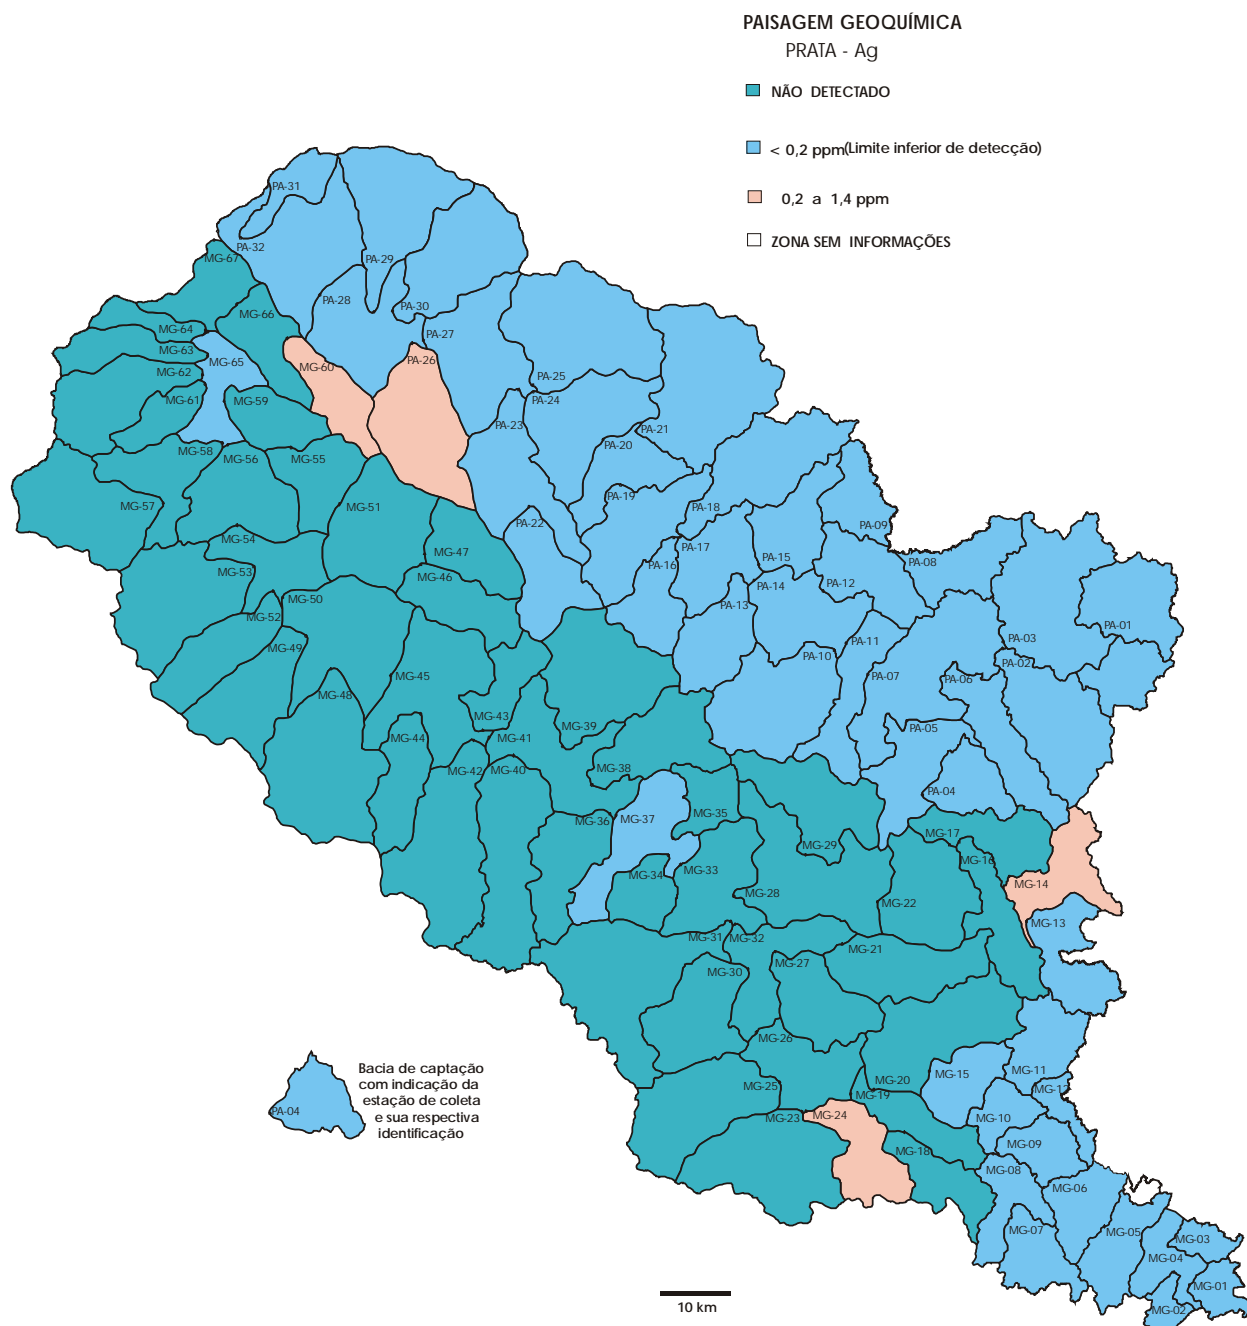 PAISAGEM GEOQUÍMICA
PRATA - Ag
NÃO DETECTADO
< 0,2 ppm(Limite inferior de detecção)
0,2 a 1,4 ppm
ZONA SEM INFORMAÇÕES
PA-31
PA-32
MG-67
PA-29
PA-28
PA-30
MG-66
MG-64
PA-27
MG-63
MG-65
PA-26
MG-60
MG-62
PA-25
MG-61
MG-59
PA-24
PA-23
PA-21
PA-20
MG-58
MG-56
MG-55
PA-19
MG-57
MG-51
PA-18
PA-22
PA-09
MG-54
MG-47
PA-17
PA-15
PA-08
PA-16
MG-53
MG-46
PA-14
PA-12
MG-50
PA-13
MG-52
PA-01
PA-11
PA-03
MG-49
PA-10
PA-02
MG-45
PA-07
PA-06
MG-48
MG-43
MG-39
PA-05
MG-44
MG-41
MG-42
MG-40
MG-38
PA-04
MG-36
MG-37
MG-35
MG-17
MG-29
MG-16
MG-34
MG-33
MG-14
MG-28
MG-22
MG-13
MG-31
MG-32
MG-21
MG-30
MG-27
MG-26
MG-11
MG-15
MG-20
MG-25
MG-12
MG-19
MG-23
MG-24
MG-10
MG-09
MG-18
MG-08
MG-06
MG-07
MG-05
MG-03
MG-04
MG-01
MG-02
PA-04
Bacia de captação
com indicação da
estação de coleta
e sua respectiva
identificação
10 km